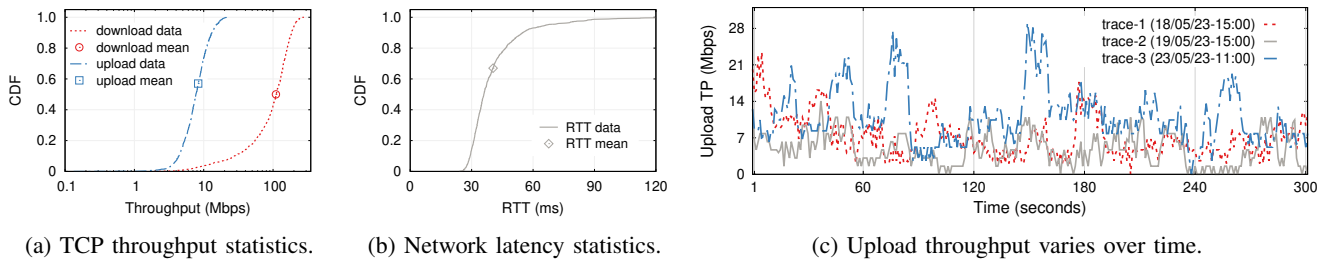 CDF
1.0
0.8
0.6
0.4
0.2
0
0.1
1
10
100
Throughput (Mbps)
download data
download mean
upload data
upload mean
(a) TCP throughput statistics.
CDF
1.0
0.8
0.6
0.4
0.2
0
0
30
60
90
120
RTT (ms)
RTT data
RTT mean
(b) Network latency statistics.
Upload TP (Mbps)
28
21
14
7
0
1
60
120
180
240
300
Time (seconds)
trace-1 (18/05/23-15:00)
trace-2 (19/05/23-15:00)
trace-3 (23/05/23-11:00)
(c) Upload throughput varies over time.